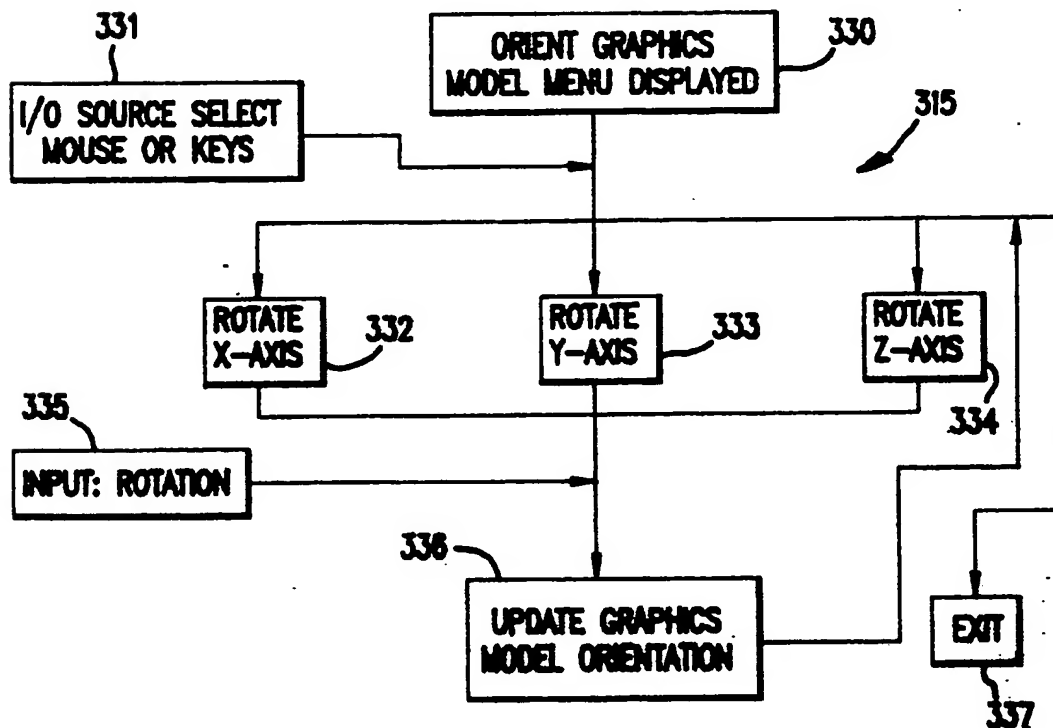 331
I/O SOURCE SELECT
MOUSE OR KEYS
ORIENT GRAPHICS
MODEL MENU DISPLAYED
330
315
ROTATE
X-AXIS
332
ROTATE
Y-AXIS
333
ROTATE
Z-AXIS
334
335
INPUT: ROTATION
336
UPDATE GRAPHICS
MODEL ORIENTATION
EXIT
337